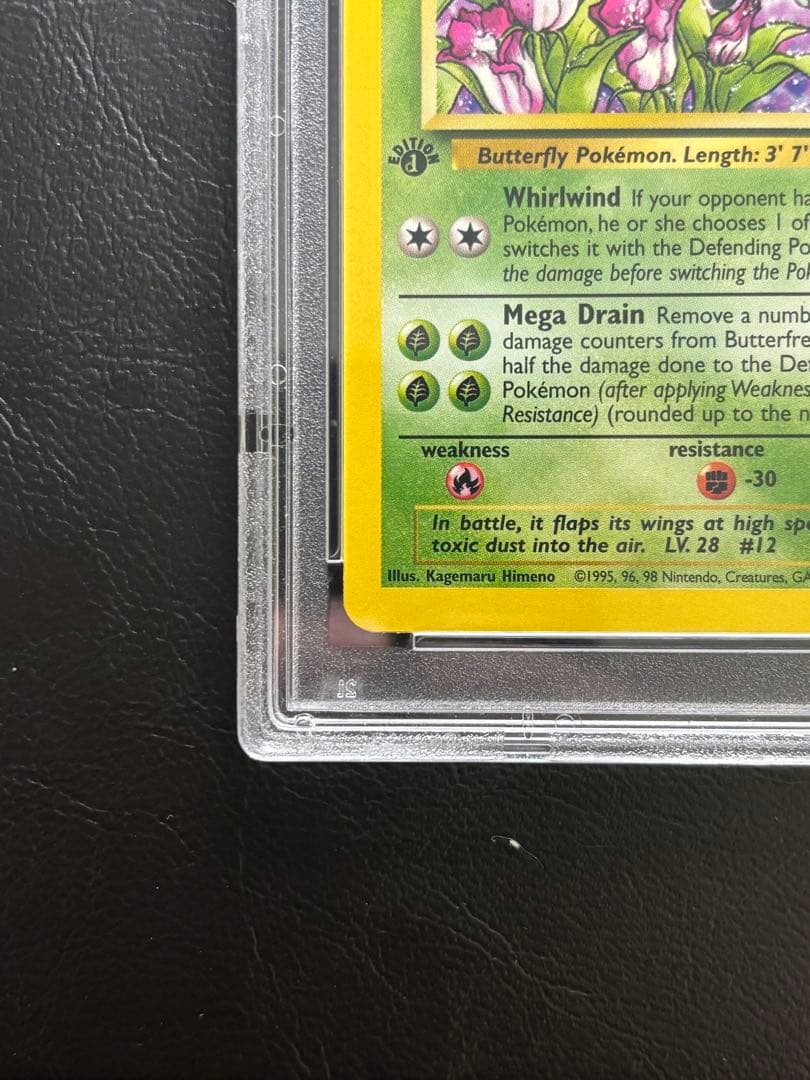 EDITION
1
Butterfly Pokémon. Length: 3' 7'
Whirlwind If your opponent ha
Pokémon, he or she chooses 1 of
switches it with the Defending Po
the damage before switching the Pok
Mega Drain Remove a numb
damage counters from Butterfre
half the damage done to the De
Pokémon (after applying Weaknes
Resistance) (rounded up to the n
weakness
resistance
-30
In battle, it flaps its wings at high spe
toxic dust into the air. LV. 28 #12
Illus. Kagemaru Himeno ©1995, 96, 98 Nintendo, Creatures, GA